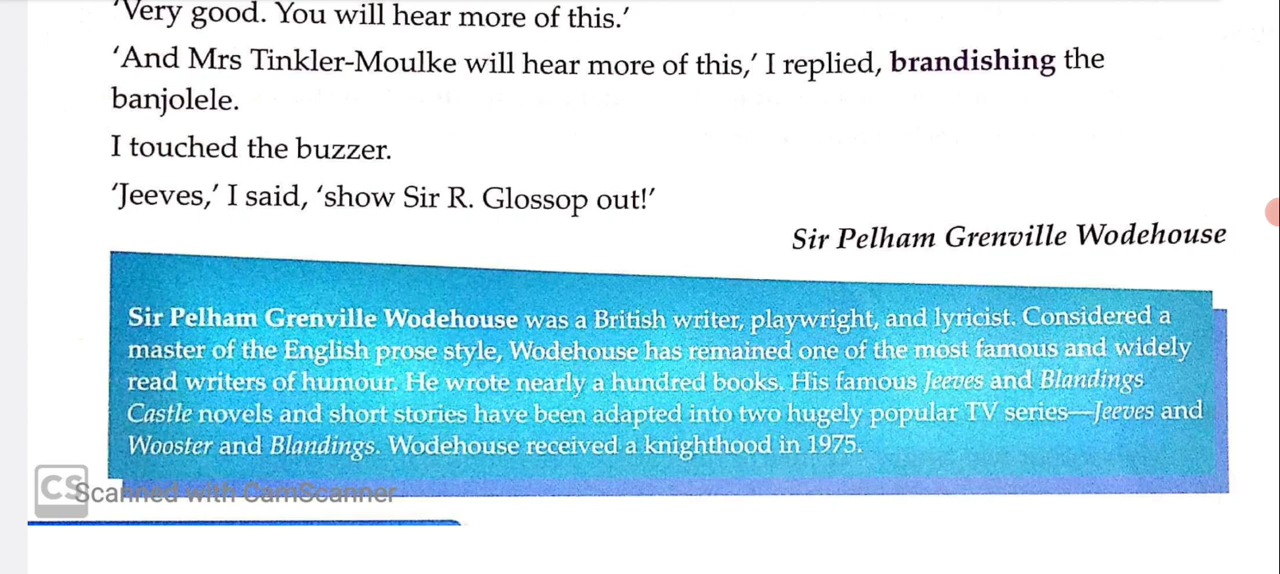 'Very good. You will hear more of this.'
'And Mrs Tinkler-Moulke will hear more of this,' I replied, brandishing the
banjolele.
I touched the buzzer.
'Jeeves,' I said, 'show Sir R. Glossop out!'
Sir Pelham Grenville Wodehouse
Sir Pelham Grenville Wodehouse was a British writer, playwright, and lyricist. Considered a
master of the English prose style, Wodehouse has remained one of the most famous and widely
read writers of humour. He wrote nearly a hundred books. His famous Jeeves and Blandings
Castle novels and short stories have been adapted into two hugely popular TV series—Jeeves and
Wooster and Blandings. Wodehouse received a knighthood in 1975.
CS Scanned with CamScanner